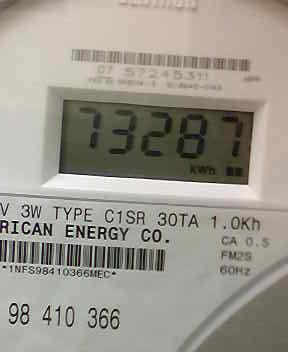 07 57245311
73287
kWh
V 3W TYPE C1SR 30TA 1.0Kh
RICAN ENERGY CO.
CA 0.5
FM2S
60Hz
*1NFS98410366MEC*
98 410 366